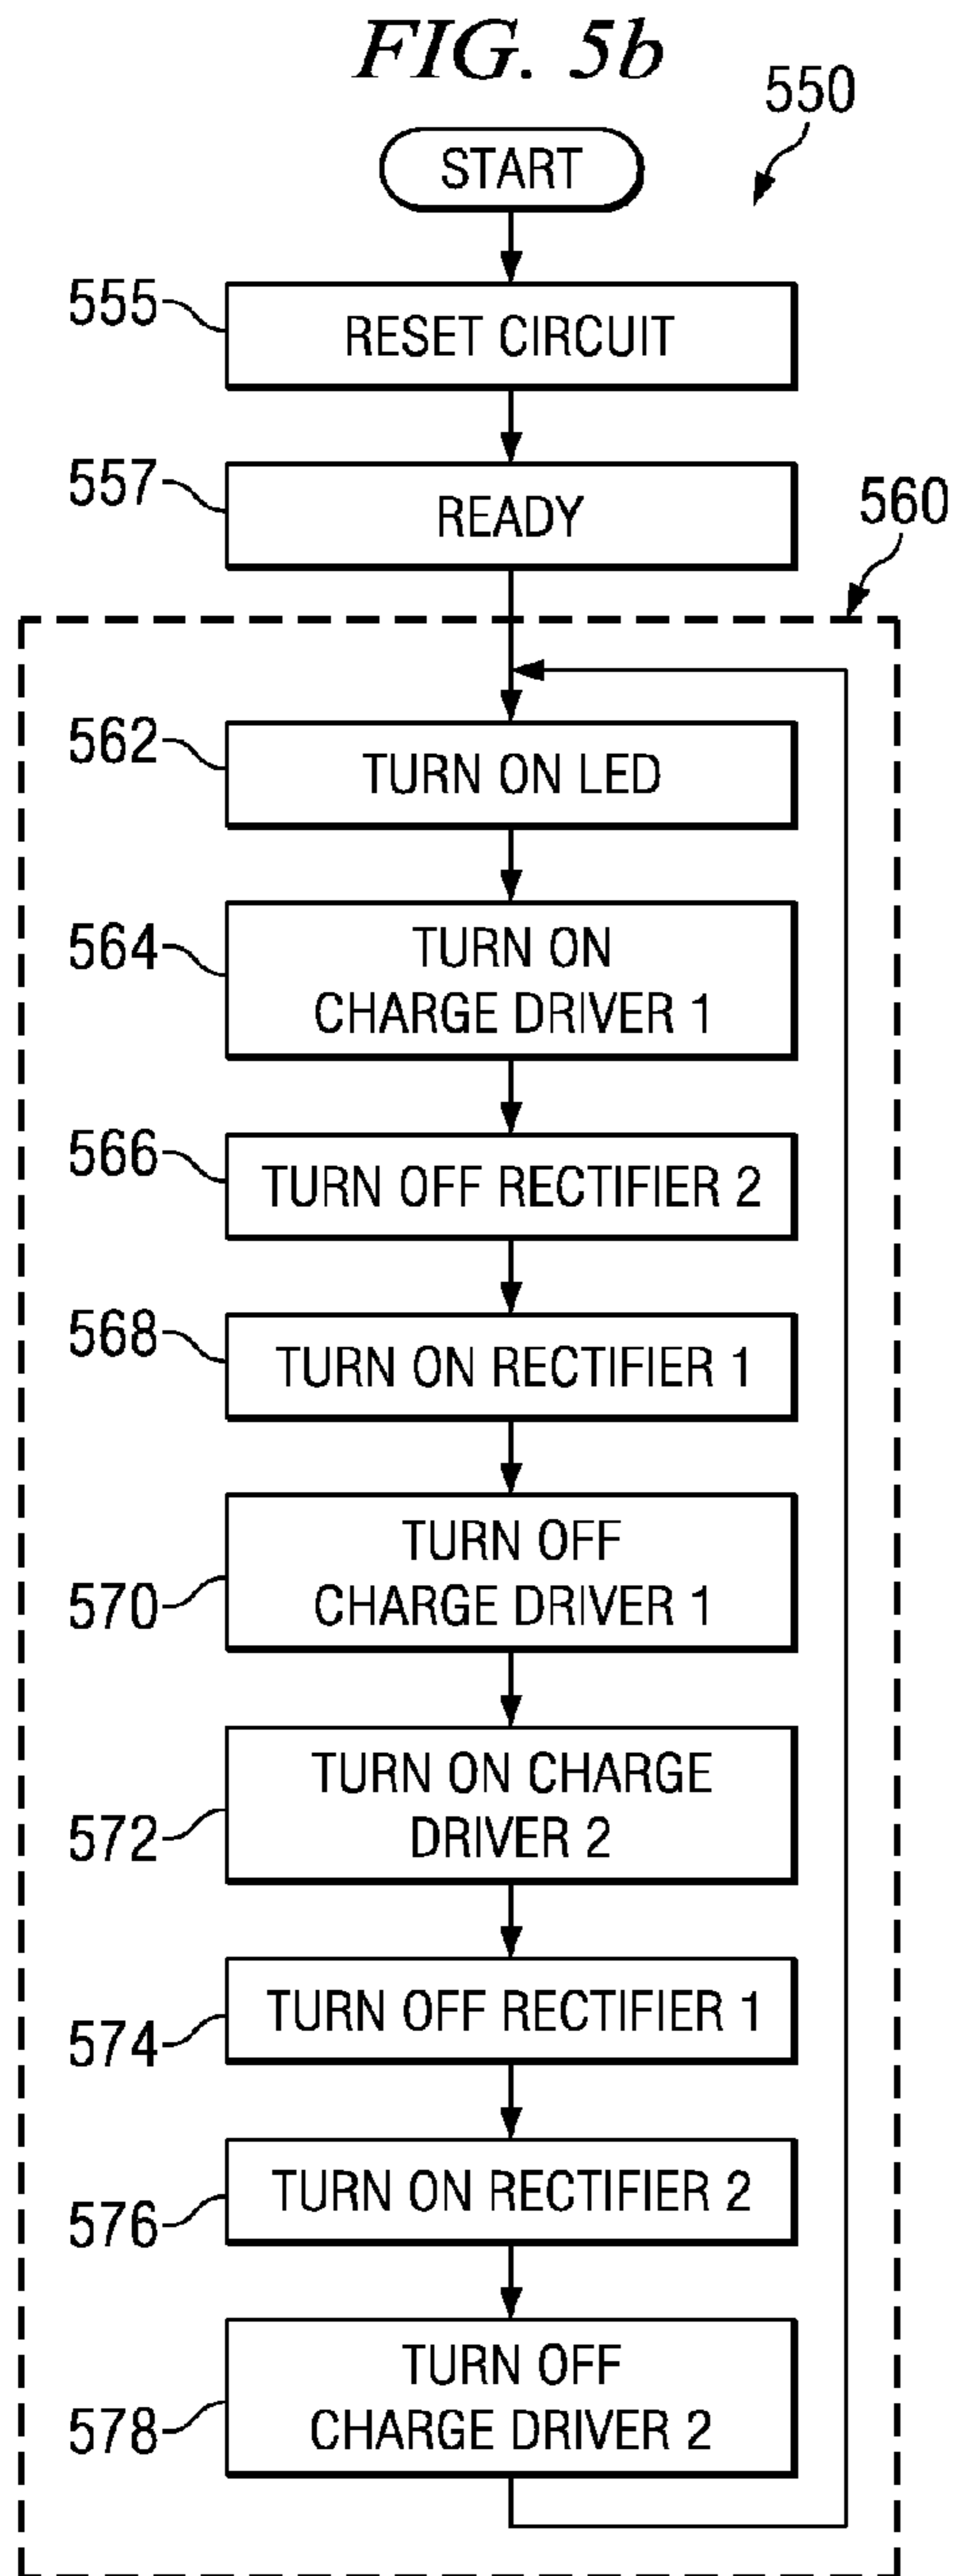 FIG. 5b
550
START
555
RESET CIRCUIT
557
READY
560
562
TURN ON LED
564
TURN ON
CHARGE DRIVER 1
566
TURN OFF RECTIFIER 2
568
TURN ON RECTIFIER 1
570
TURN OFF
CHARGE DRIVER 1
572
TURN ON CHARGE
DRIVER 2
574
TURN OFF RECTIFIER 1
576
TURN ON RECTIFIER 2
578
TURN OFF
CHARGE DRIVER 2